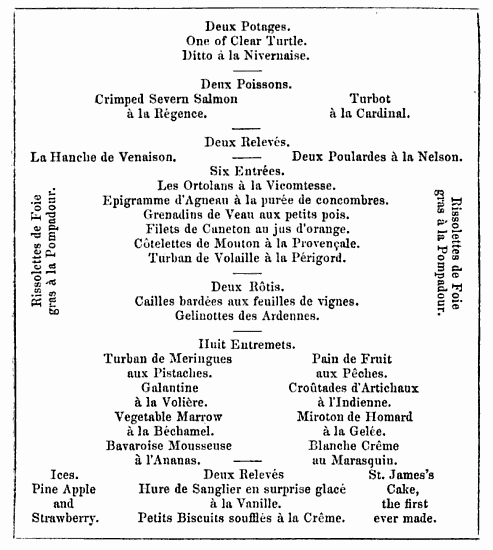 Deux Potages.
One of Clear Turtle.
Ditto à la Nivernaise.
Deux Poissons.
Crimped Severn Salmon
à la Régence.
Turbot
à la Cardinal.
Deux Relevés.
La Hanche de Venaison.
Deux Poulardes à la Nelson.
Six Entrées.
Les Ortolans à la Vicomtesse.
Epigramme d'Agneau à la purée de concombres.
Grenadins de Veau aux petits pois.
Filets de Caneton au jus d'orange.
Côtelettes de Mouton à la Provençale.
Turban de Volaille à la Périgord.
Rissolettes de Foie
gras à la Pompadour.
Rissolettes de Foie
gras à la Pompadour.
Deux Rôtis.
Cailles bardées aux feuilles de vignes.
Gelinottes des Ardennes.
Huit Entremets.
Turban de Meringues
aux Pistaches.
Galantine
à la Volière.
Vegetable Marrow
à la Béchamel.
Bavaroise Mousseuse
à l'Ananas.
Pain de Fruit
aux Pêches.
Croûtades d'Artichaux
à l'Indienne.
Miroton de Homard
à la Gelée.
Blanche Crême
au Marasquin.
Ices.
Pine Apple
and
Strawberry.
Deux Relevés
Hure de Sanglier en surprise glacé
à la Vanille.
Petits Biscuits soufflés à la Crême.
St. James's
Cake,
the first
ever made.